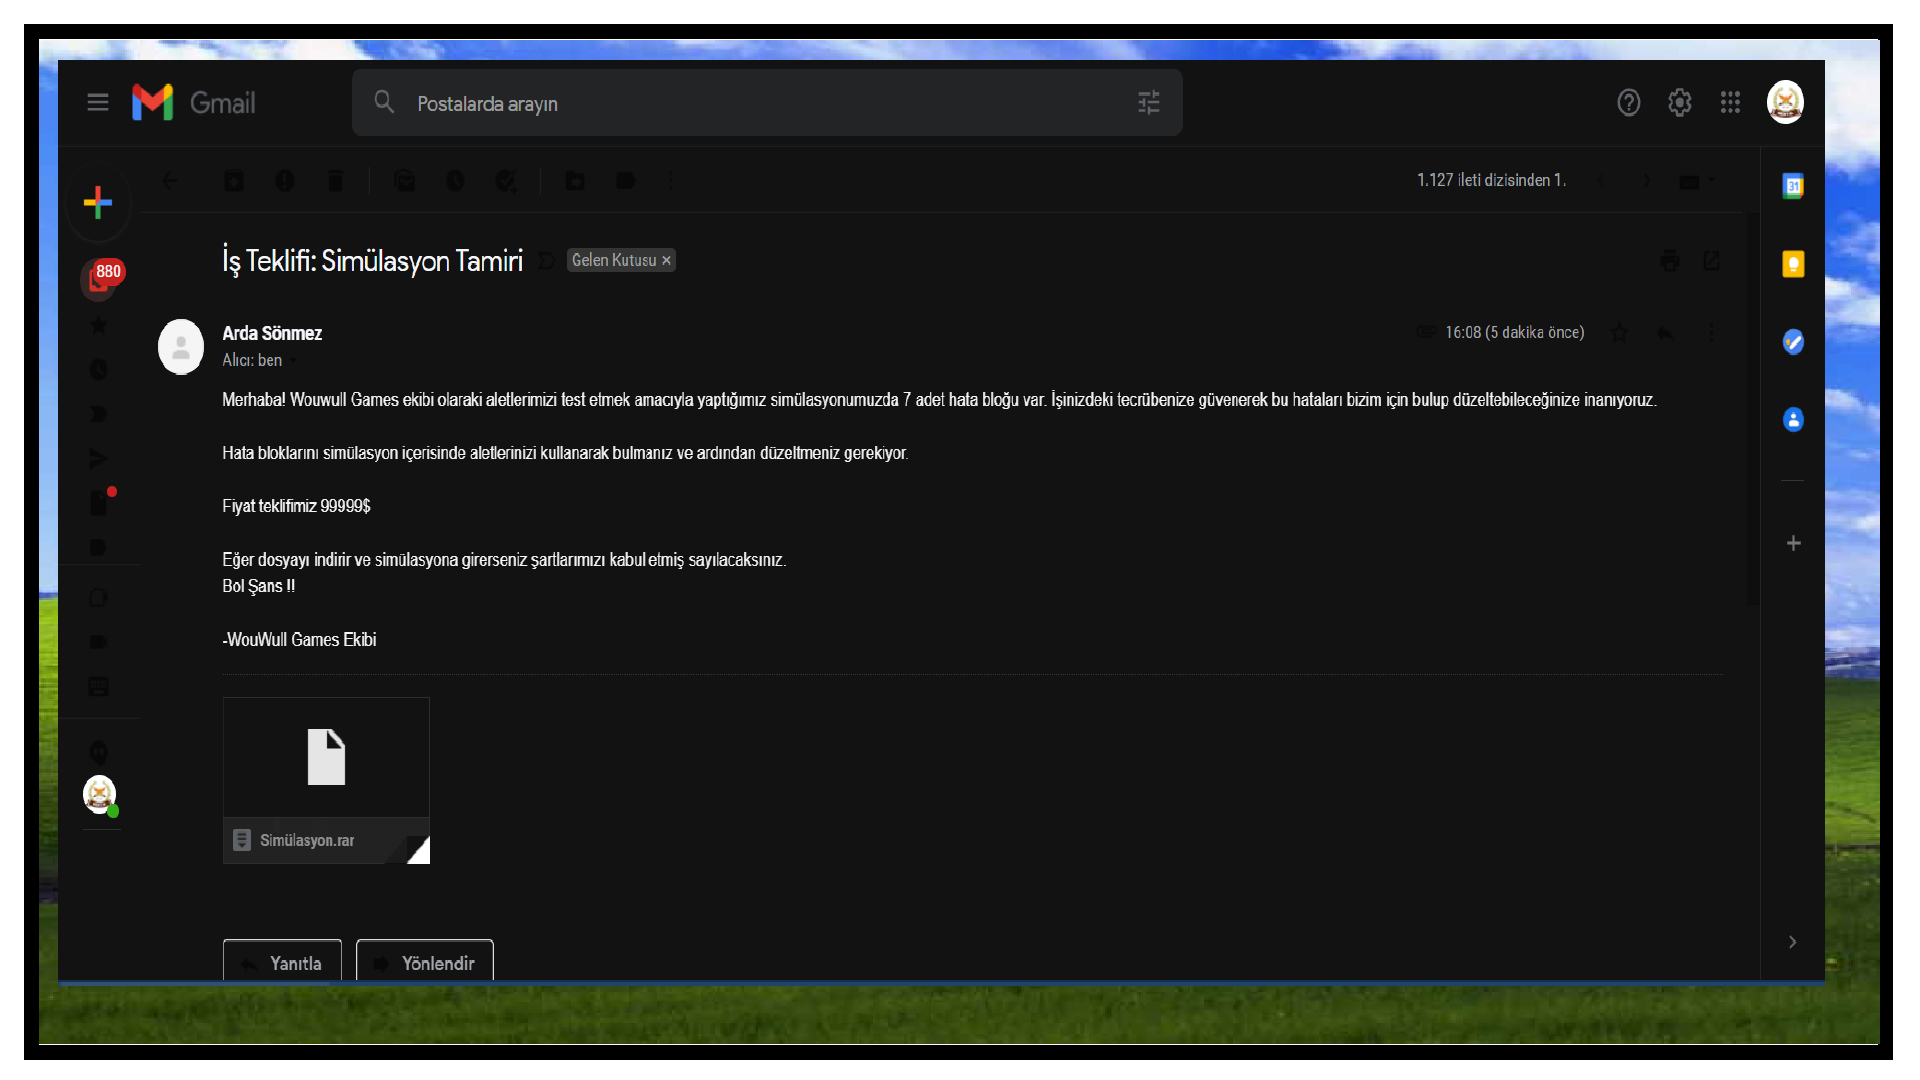 Gmail
Postalarda arayın
31
1.127 ileti dizisinden 1.
880
İş Teklifi: Simülasyon Tamiri
Gelen Kutusu ×
Arda Sönmez
16:08 (5 dakika önce)
Alıcı: ben
Merhaba! Wouwull Games ekibi olaraki aletlerimizi test etmek amacıyla yaptığımız simülasyonumuzda 7 adet hata bloğu var. İşinizdeki tecrübenize güvenerek bu hataları bizim için bulup düzeltebileceğinize inanıyoruz.
Hata bloklarını simülasyon içerisinde aletlerinizi kullanarak bulmanız ve ardından düzeltmeniz gerekiyor.
Fiyat teklifimiz 99999$
Eğer dosyayı indirir ve simülasyona girerseniz şartlarımızı kabul etmiş sayılacaksınız.
Bol Şans !!
-WouWull Games Ekibi
Simülasyon.rar
Yanıtla
Yönlendir